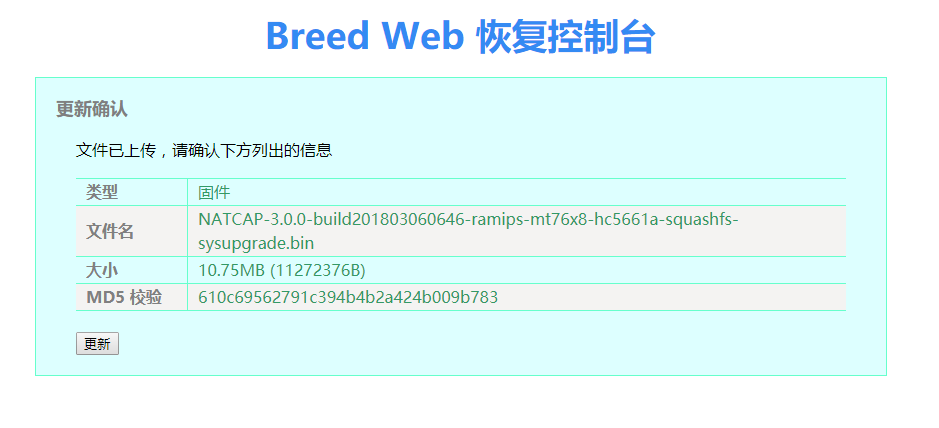 Breed Web 恢复控制台
更新确认
文件已上传，请确认下方列出的信息
类型 固件
文件名 NATCAP-3.0.0-build201803060646-ramips-mt76x8-hc5661a-squashfs-
sysupgrade.bin
大小 10.75MB (11272376B)
MD5 校验 610c69562791c394b4b2a424b009b783
更新